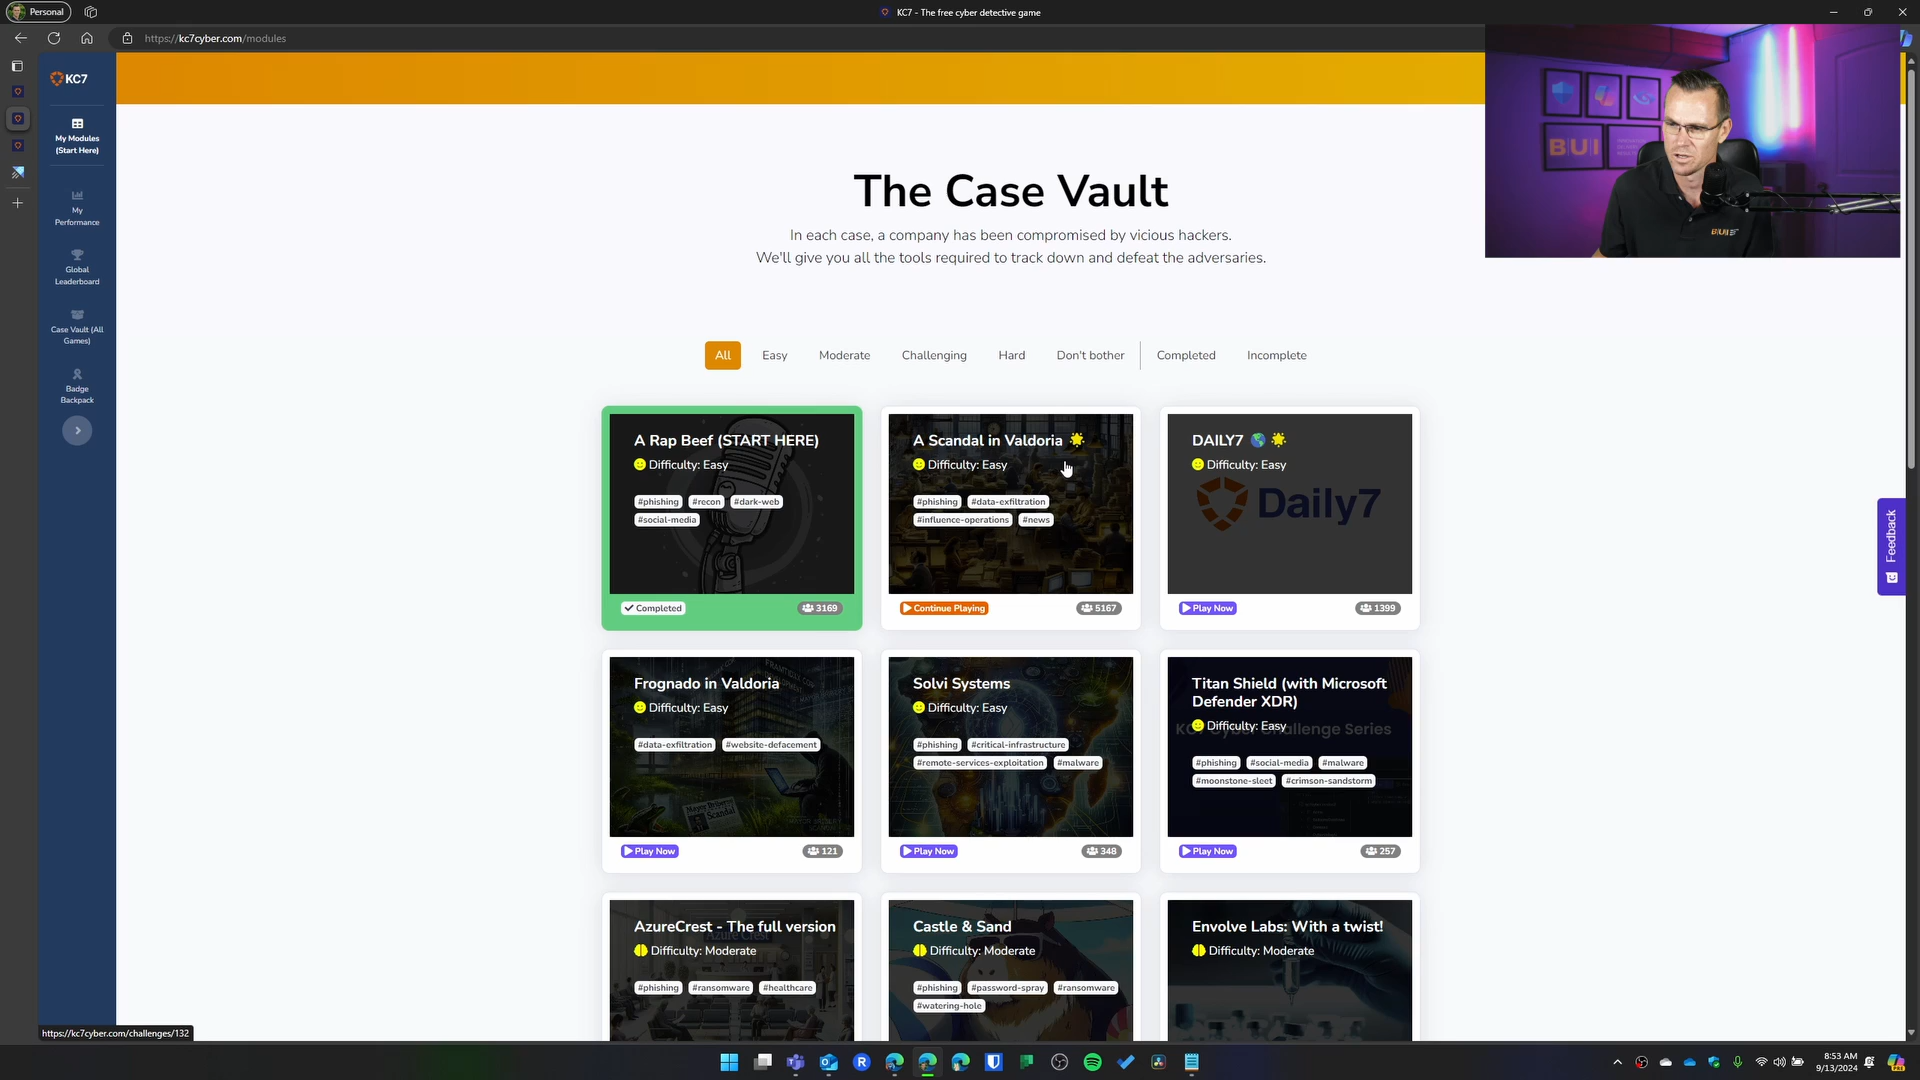 Personal
KC7 - The free cyber detective game
https://kc7cyber.com/modules
KC7
My Modules
(Start Here)
My
Performance
Global
Leaderboard
Case Vault (All
Games)
Badge
Backpack
BUI
BUI
The Case Vault
In each case, a company has been compromised by vicious hackers.
We'll give you all the tools required to track down and defeat the adversaries.
All Easy Moderate Challenging Hard Don't bother Completed Incomplete
A Rap Beef (START HERE)
Difficulty: Easy
#phishing #recon #dark-web
#social-media
Completed 3169
A Scandal in Valdoria
Difficulty: Easy
#phishing #data-exfiltration
#influence-operations #news
Continue Playing 5167
DAILY7
Difficulty: Easy
Daily7
Play Now 1399
Feedback
Frognado in Valdoria
Difficulty: Easy
#data-exfiltration #website-defacement
Play Now 121
Solvi Systems
Difficulty: Easy
#phishing #critical-infrastructure
#remote-services-exploitation #malware
Play Now 348
Titan Shield (with Microsoft
Defender XDR)
Difficulty: Easy
#phishing #social-media #malware
#moonstone-sleet #crimson-sandstorm
Play Now 257
AzureCrest - The full version
Difficulty: Moderate
#phishing #ransomware #healthcare
Castle & Sand
Difficulty: Moderate
#phishing #password-spray #ransomware
#watering-hole
Envolve Labs: With a twist!
Difficulty: Moderate
https://kc7cyber.com/challenges/132
8:53 AM
9/13/2024